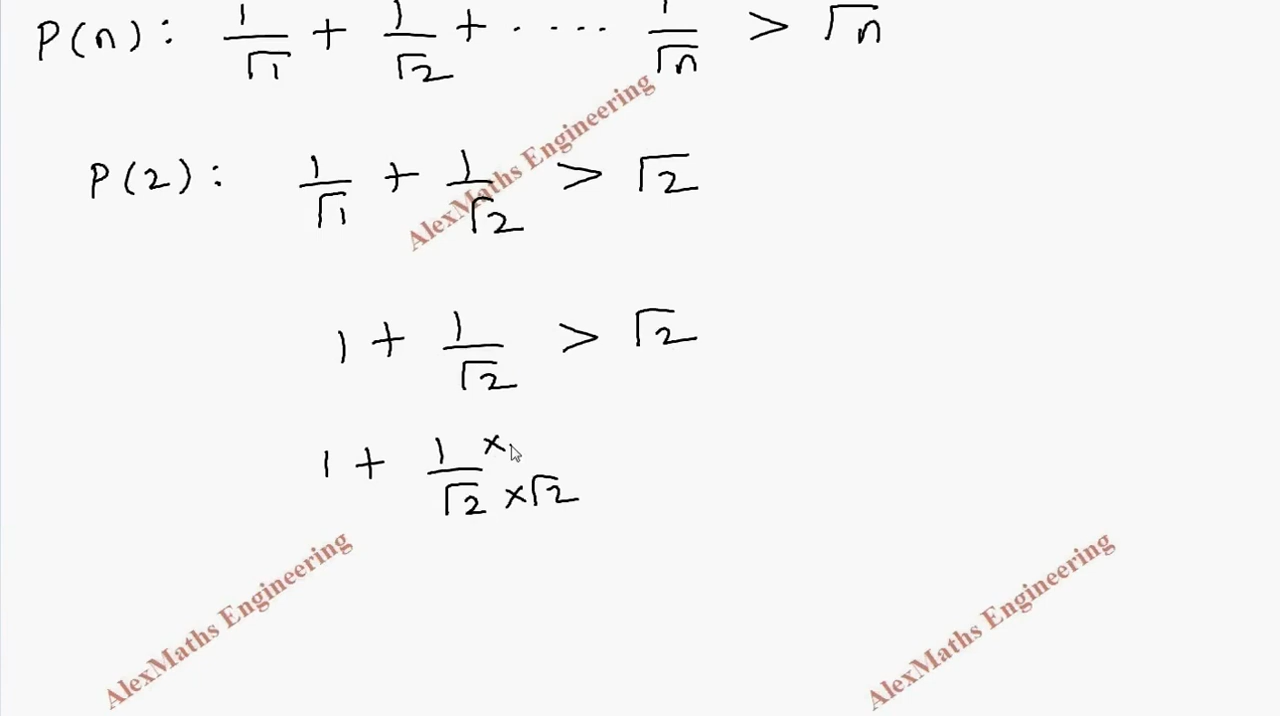 P(n): 1/√1 + 1/√2 + ···· 1/√n > √n
P(2): 1/√1 + 1/√2 > √2
1 + 1/√2 > √2
1 + 1×/√2×√2
AlexMaths Engineering
AlexMaths Engineering
AlexMaths Engineering